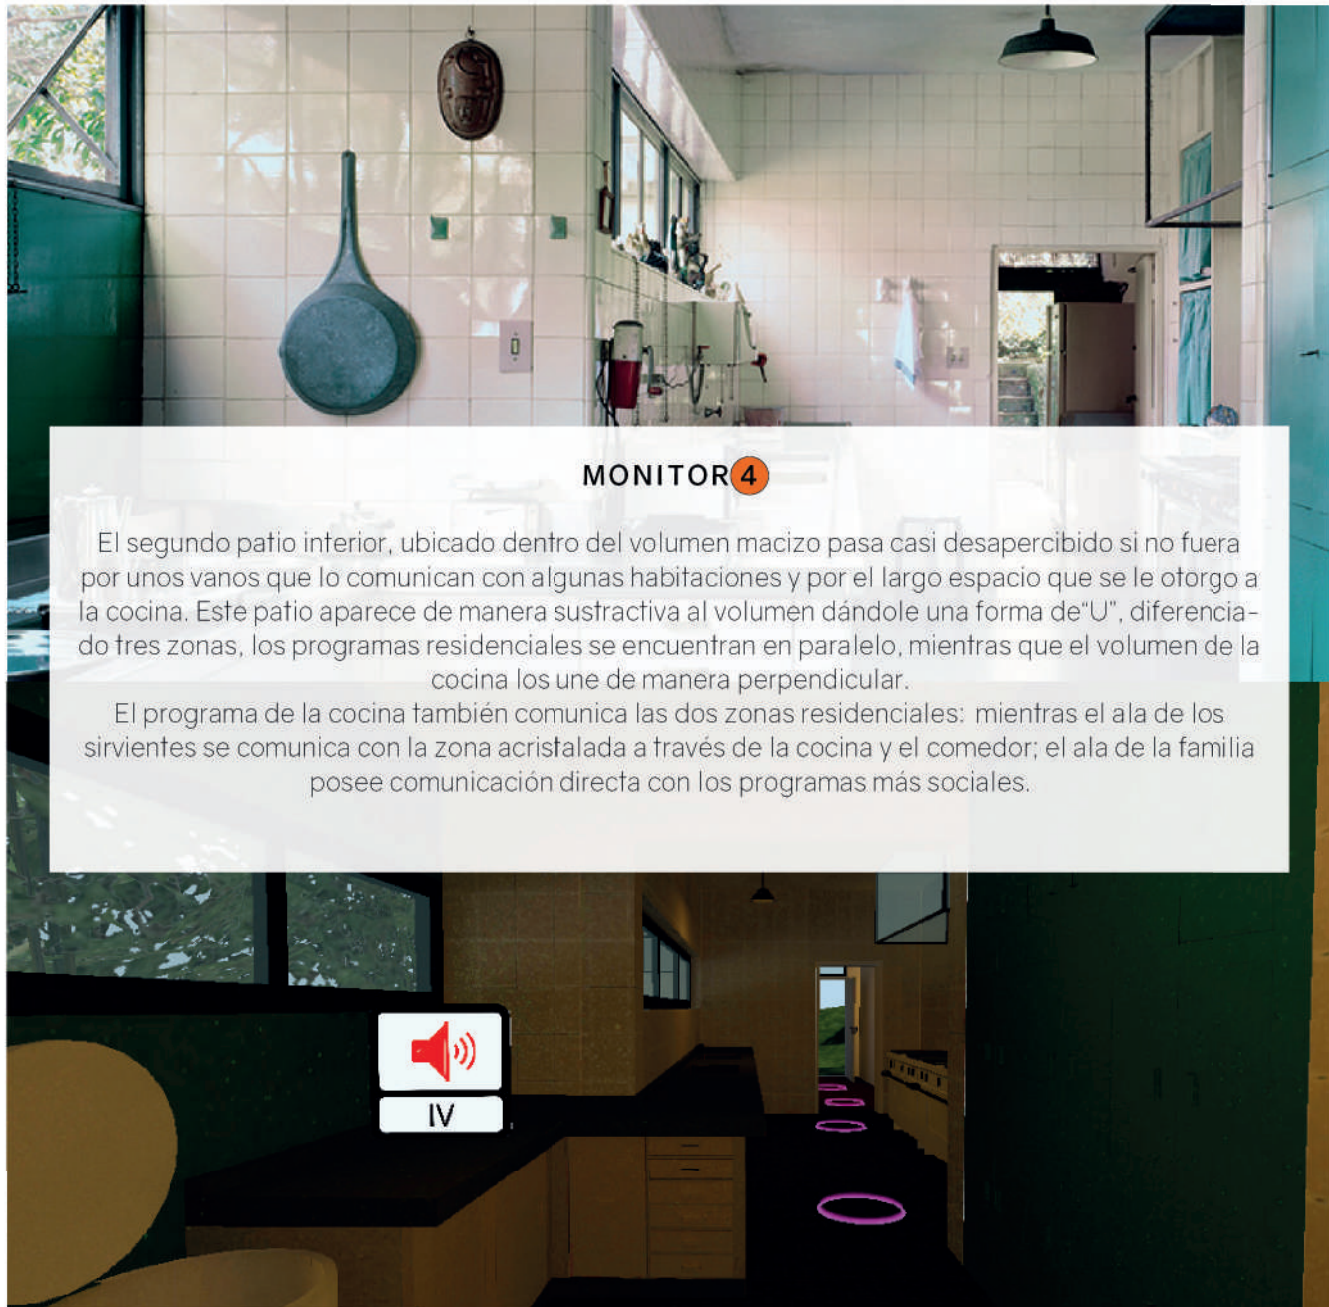 MONITOR 4
El segundo patio interior, ubicado dentro del volumen macizo pasa casi desapercibido si no fuera
por unos vanos que lo comunican con algunas habitaciones y por el largo espacio que se le otorgo a
la cocina. Este patio aparece de manera sustractiva al volumen dándole una forma de“U”, diferencia-
do tres zonas, los programas residenciales se encuentran en paralelo, mientras que el volumen de la
cocina los une de manera perpendicular.
El programa de la cocina también comunica las dos zonas residenciales: mientras el ala de los
sirvientes se comunica con la zona acristalada a través de la cocina y el comedor; el ala de la familia
posee comunicación directa con los programas más sociales.
IV